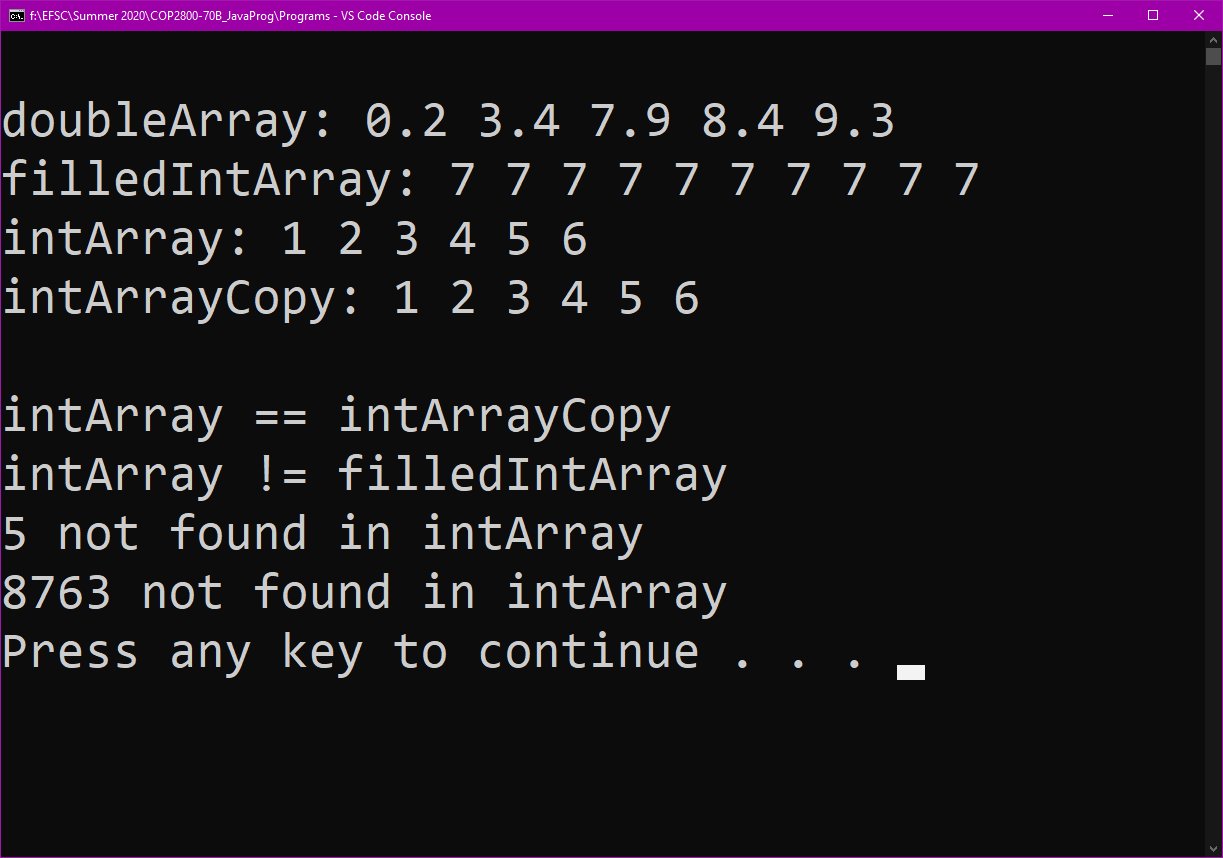 f:\EFSC\Summer 2020\COP2800-70B_JavaProg\Programs - VS Code Console
doubleArray: 0.2 3.4 7.9 8.4 9.3
filledIntArray: 7 7 7 7 7 7 7 7 7 7
intArray: 1 2 3 4 5 6
intArrayCopy: 1 2 3 4 5 6
intArray == intArrayCopy
intArray != filledIntArray
5 not found in intArray
8763 not found in intArray
Press any key to continue . . .